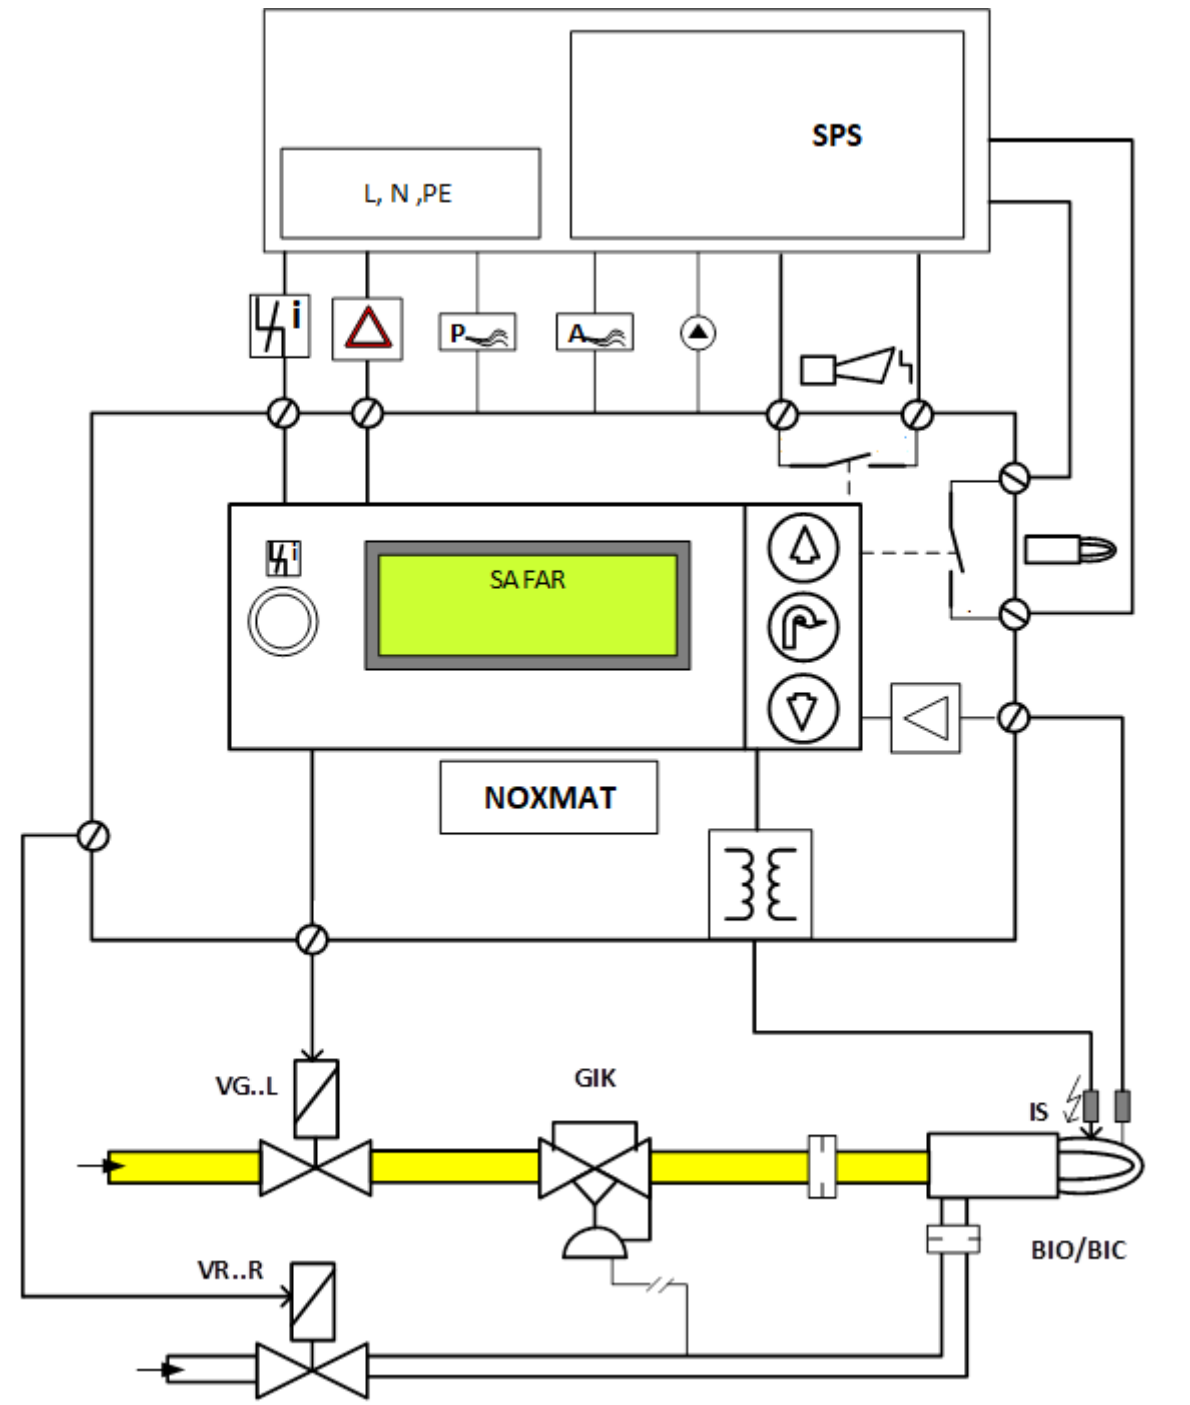 SPS
L, N ,PE
i
P
A
i
SA FAR
NOXMAT
VG..L
GIK
IS
VR..R
BIO/BIC